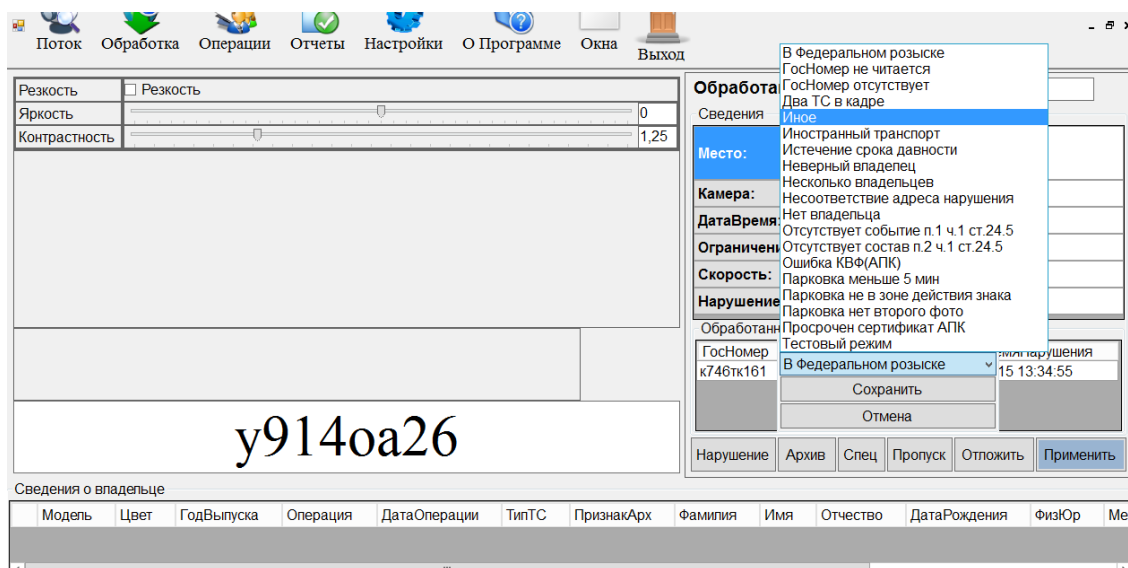 Поток Обработка Операции Отчеты Настройки О Программе Окна Выход
Резкость Резкость
Яркость 0
Контрастность 1,25
у914оа26
Обработа
Сведения
Место:
Камера:
ДатаВремя:
Ограничени
Скорость:
Нарушение
Обработанн
ГосНомер емяНарушения
к746тк161 15 13:34:55
В Федеральном розыске
ГосНомер не читается
ГосНомер отсутствует
Два ТС в кадре
Иное
Иностранный транспорт
Истечение срока давности
Неверный владелец
Несколько владельцев
Несоответствие адреса нарушения
Нет владельца
Отсутствует событие п.1 ч.1 ст.24.5
Отсутствует состав п.2 ч.1 ст.24.5
Ошибка КВФ(АПК)
Парковка меньше 5 мин
Парковка не в зоне действия знака
Парковка нет второго фото
Просрочен сертификат АПК
Тестовый режим
В Федеральном розыске
Сохранить
Отмена
Нарушение Архив Спец Пропуск Отложить Применить
Сведения о владельце
Модель Цвет ГодВыпуска Операция ДатаОперации ТипТС ПризнакАрх Фамилия Имя Отчество ДатаРождения ФизЮр Ме